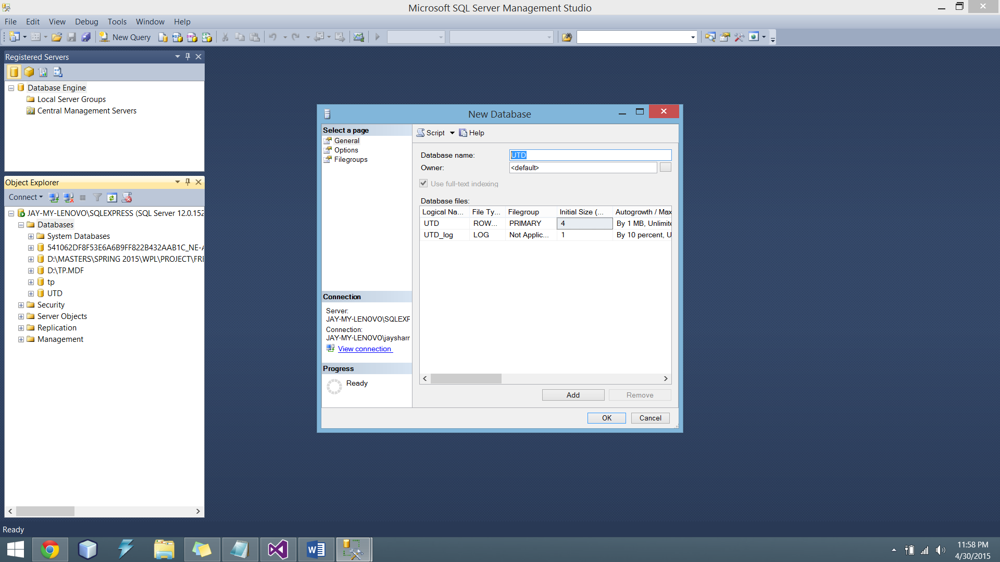 Microsoft SQL Server Management Studio
File Edit View Debug Tools Window Help
New Query
Registered Servers
Database Engine
Local Server Groups
Central Management Servers
Object Explorer
Connect
JAY-MY-LENOVO\SQLEXPRESS (SQL Server 12.0.152
Databases
System Databases
541062DF8F53E6A6B9FF822B432AAB1C_NE-A
D:\MASTERS\SPRING 2015\WPL\PROJECT\FRI
D:\TP.MDF
tp
UTD
Security
Server Objects
Replication
Management
New Database
Select a page
General
Options
Filegroups
Connection
Server:
JAY-MY-LENOVO\SQLEXF
Connection:
JAY-MY-LENOVO\jaysharr
View connection
Progress
Ready
Script Help
Database name: UTD
Owner: <default>
Use full-text indexing
Database files:
Logical Na... File Ty... Filegroup Initial Size (... Autogrowth / Max
UTD ROW... PRIMARY 4 By 1 MB, Unlimite
UTD_log LOG Not Applic... 1 By 10 percent, U
Add Remove
OK Cancel
Ready
11:58 PM
4/30/2015